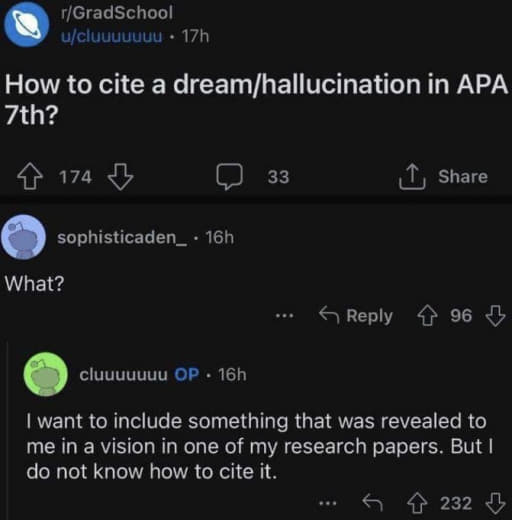 r/GradSchool
u/cluuuuuuu • 17h
How to cite a dream/hallucination in APA
7th?
174 33 Share
sophisticaden_ • 16h
What?
... Reply 96
cluuuuuuu OP • 16h
I want to include something that was revealed to
me in a vision in one of my research papers. But I
do not know how to cite it.
... 232